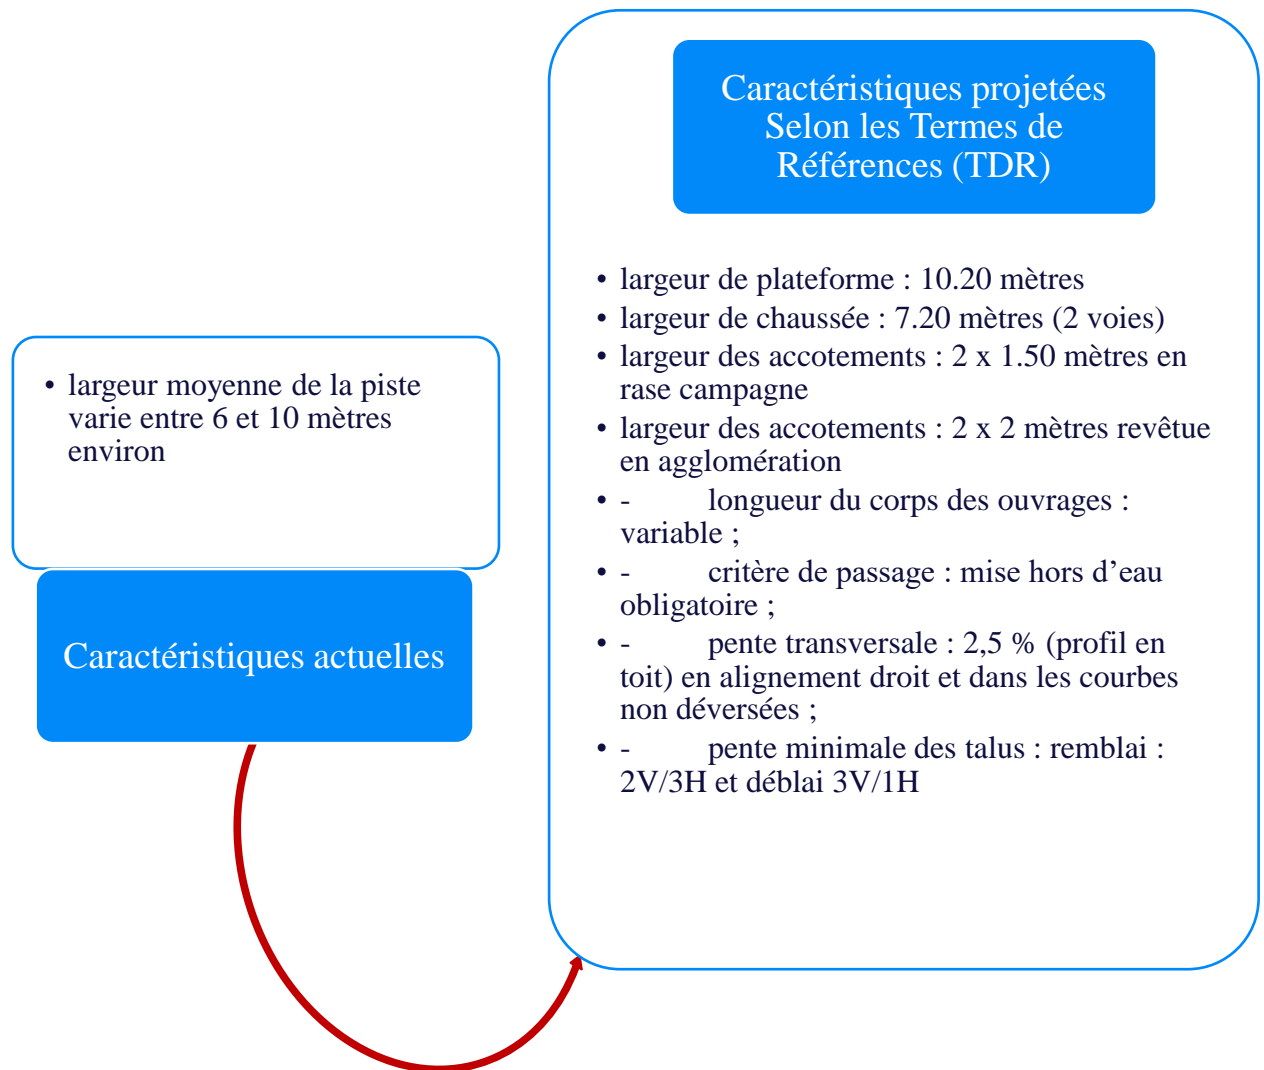 • largeur moyenne de la piste
varie entre 6 et 10 mètres
environ
Caractéristiques actuelles
Caractéristiques projetées
Selon les Termes de
Références (TDR)
• largeur de plateforme : 10.20 mètres
• largeur de chaussée : 7.20 mètres (2 voies)
• largeur des accotements : 2 x 1.50 mètres en
rase campagne
• largeur des accotements : 2 x 2 mètres revêtue
en agglomération
• - longueur du corps des ouvrages :
variable ;
• - critère de passage : mise hors d’eau
obligatoire ;
• - pente transversale : 2,5 % (profil en
toit) en alignement droit et dans les courbes
non déversées ;
• - pente minimale des talus : remblai :
2V/3H et déblai 3V/1H